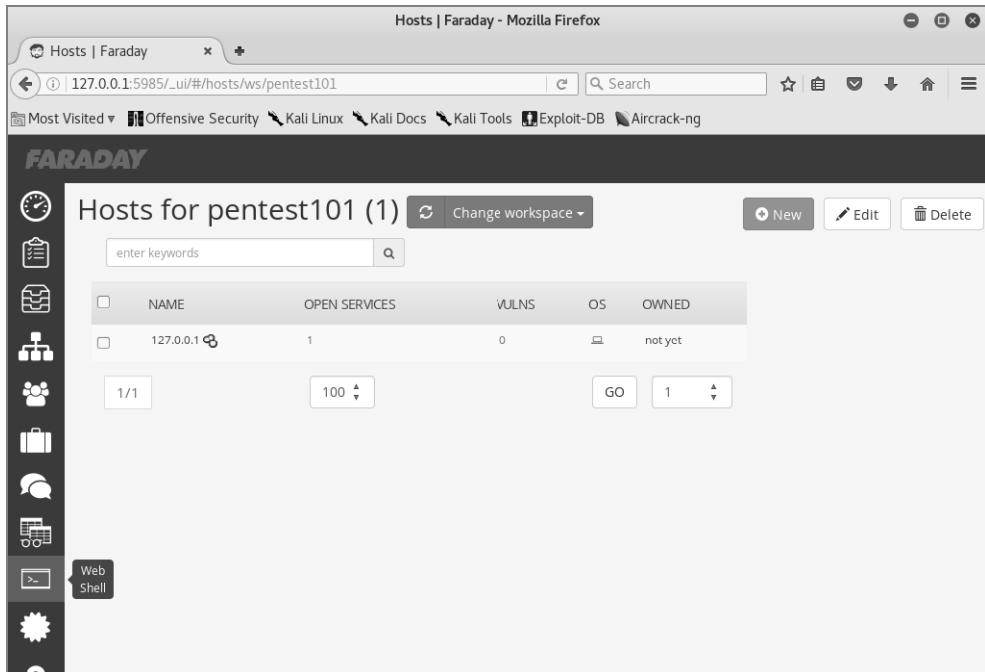 Hosts | Faraday - Mozilla Firefox
Hosts | Faraday
127.0.0.1:5985/_ui/#/hosts/ws/pentest101
Search
Most Visited Offensive Security Kali Linux Kali Docs Kali Tools Exploit-DB Aircrack-ng
FARADAY
Hosts for pentest101 (1) Change workspace New Edit Delete
enter keywords
NAME OPEN SERVICES VULNS OS OWNED
127.0.0.1 1 0 not yet
1/1 100 GO 1
Web
Shell